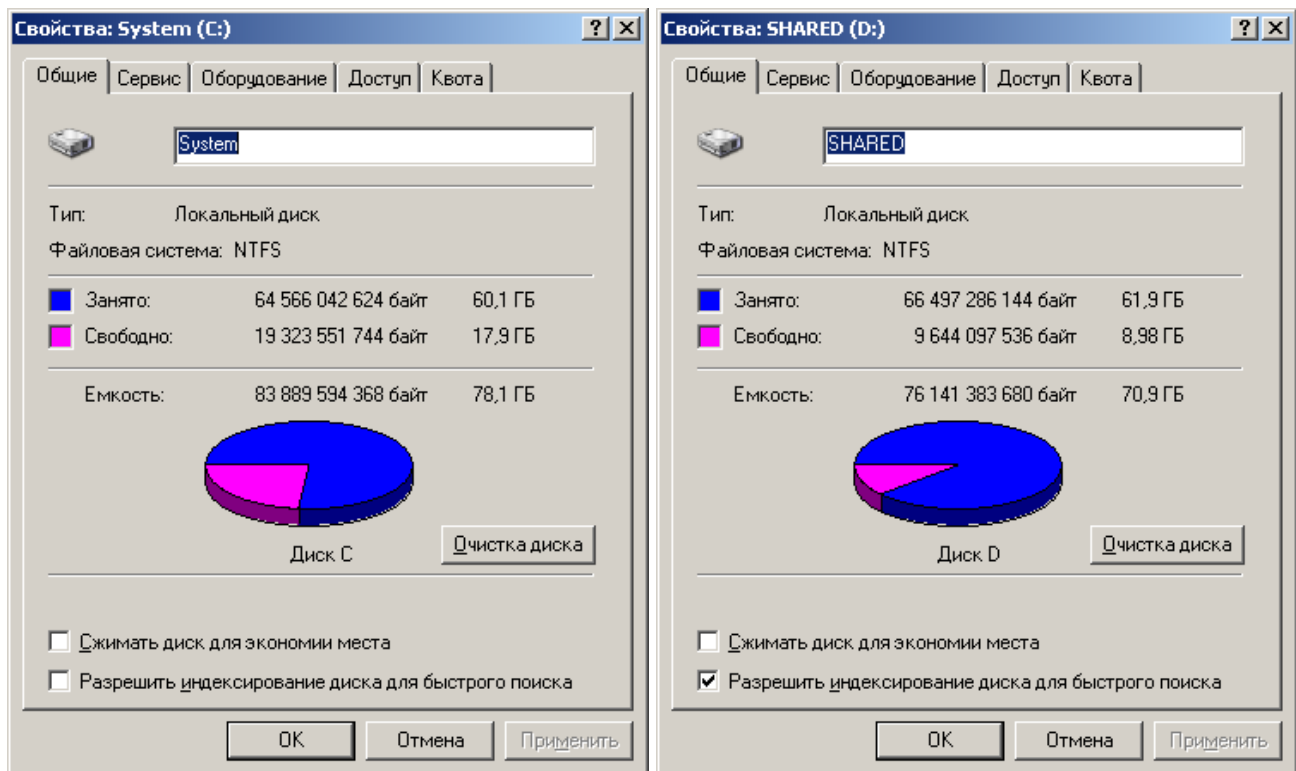 Свойства: System (C:)
Общие Сервис Оборудование Доступ Квота
System
Тип: Локальный диск
Файловая система: NTFS
Занято: 64 566 042 624 байт 60,1 ГБ
Свободно: 19 323 551 744 байт 17,9 ГБ
Емкость: 83 889 594 368 байт 78,1 ГБ
Диск C
Очистка диска
Сжимать диск для экономии места
Разрешить индексирование диска для быстрого поиска
OK Отмена Применить
Свойства: SHARED (D:)
Общие Сервис Оборудование Доступ Квота
SHARED
Тип: Локальный диск
Файловая система: NTFS
Занято: 66 497 286 144 байт 61,9 ГБ
Свободно: 9 644 097 536 байт 8,98 ГБ
Емкость: 76 141 383 680 байт 70,9 ГБ
Диск D
Очистка диска
Сжимать диск для экономии места
Разрешить индексирование диска для быстрого поиска
OK Отмена Применить